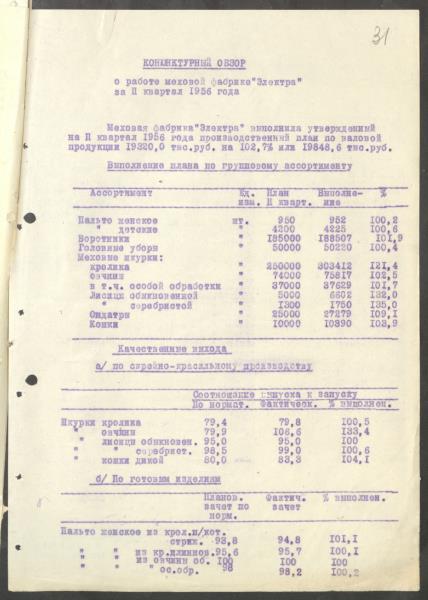 31
КОНЪЮНКТУРНЫЙ ОБЗОР
о работе меховой фабрике "Электра"
за II квартал 1956 года
Меховая фабрика "Электра" выполнила утвержденный
на II квартал 1956 года производственный план по валовой
продукции 19320,0 тыс.руб. на 102,7% или 19848,6 тыс.руб.
Выполнение плана по групповому ассортименту
Ассортимент Ед. План Выполне- %
изм. II кварт. ние
Пальто женское шт. 950 952 100,2
" детские " 4200 4225 100,6
Воротники " 185000 188507 101,9
Головные уборы " 50000 50220 100,4
Меховые шкурки:
кролика " 250000 303412 121,4
овчины " 74000 75817 102,5
в т.ч. особой обработки " 37000 37629 101,7
Лисицы обыкновенной " 5000 6602 132,0
" серебристой " 1300 1750 135,0
Ондатры " 25000 27279 109,1
Кошки " 10000 10390 103,9
Качественные выхода
а/ по сырейно-красильному производству
Соотношение выпуска к запуску
По нормат. Фактическ. % выполнен.
Шкурки кролика 79,4 79,8 100,5
" овчины 79,9 106,6 133,4
" лисицы обыкновен. 95,0 95,0 100
" " серебрист. 98,5 99,0 100,6
" кошки дикой 80,0 83,3 104,1
б/ По готовым изделиям
Планов. Фактич. % выполнен.
зачет по зачет
норм.
Пальто женское из крол.п/кот.
стриж. 93,8 94,8 101,1
" " из кр.длиннов. 95,6 95,7 100,1
" " из овчины об. 100 100 100
" " " ос.обр. 98 98,2 100,2